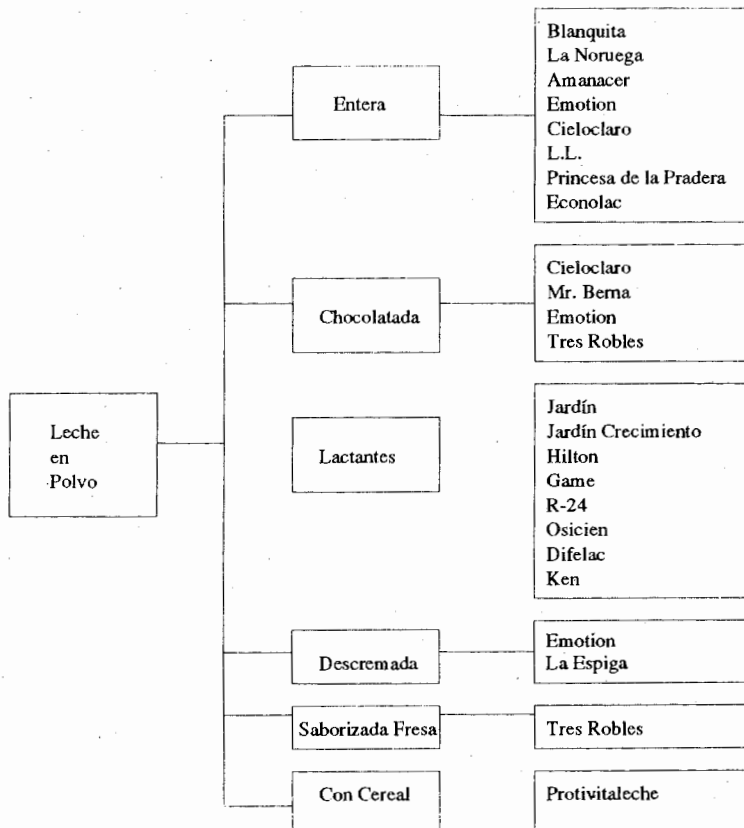 Leche
en
Polvo
Entera
Blanquita
La Noruega
Amanacer
Emotion
Cieloclaro
L.L.
Princesa de la Pradera
Econolac
Chocolatada
Cieloclaro
Mr. Bema
Emotion
Tres Robles
Lactantes
Jardín
Jardín Crecimiento
Hilton
Game
R-24
Osicien
Difelac
Ken
Descremada
Emotion
La Espiga
Saborizada Fresa
Tres Robles
Con Cereal
Protivitaleche